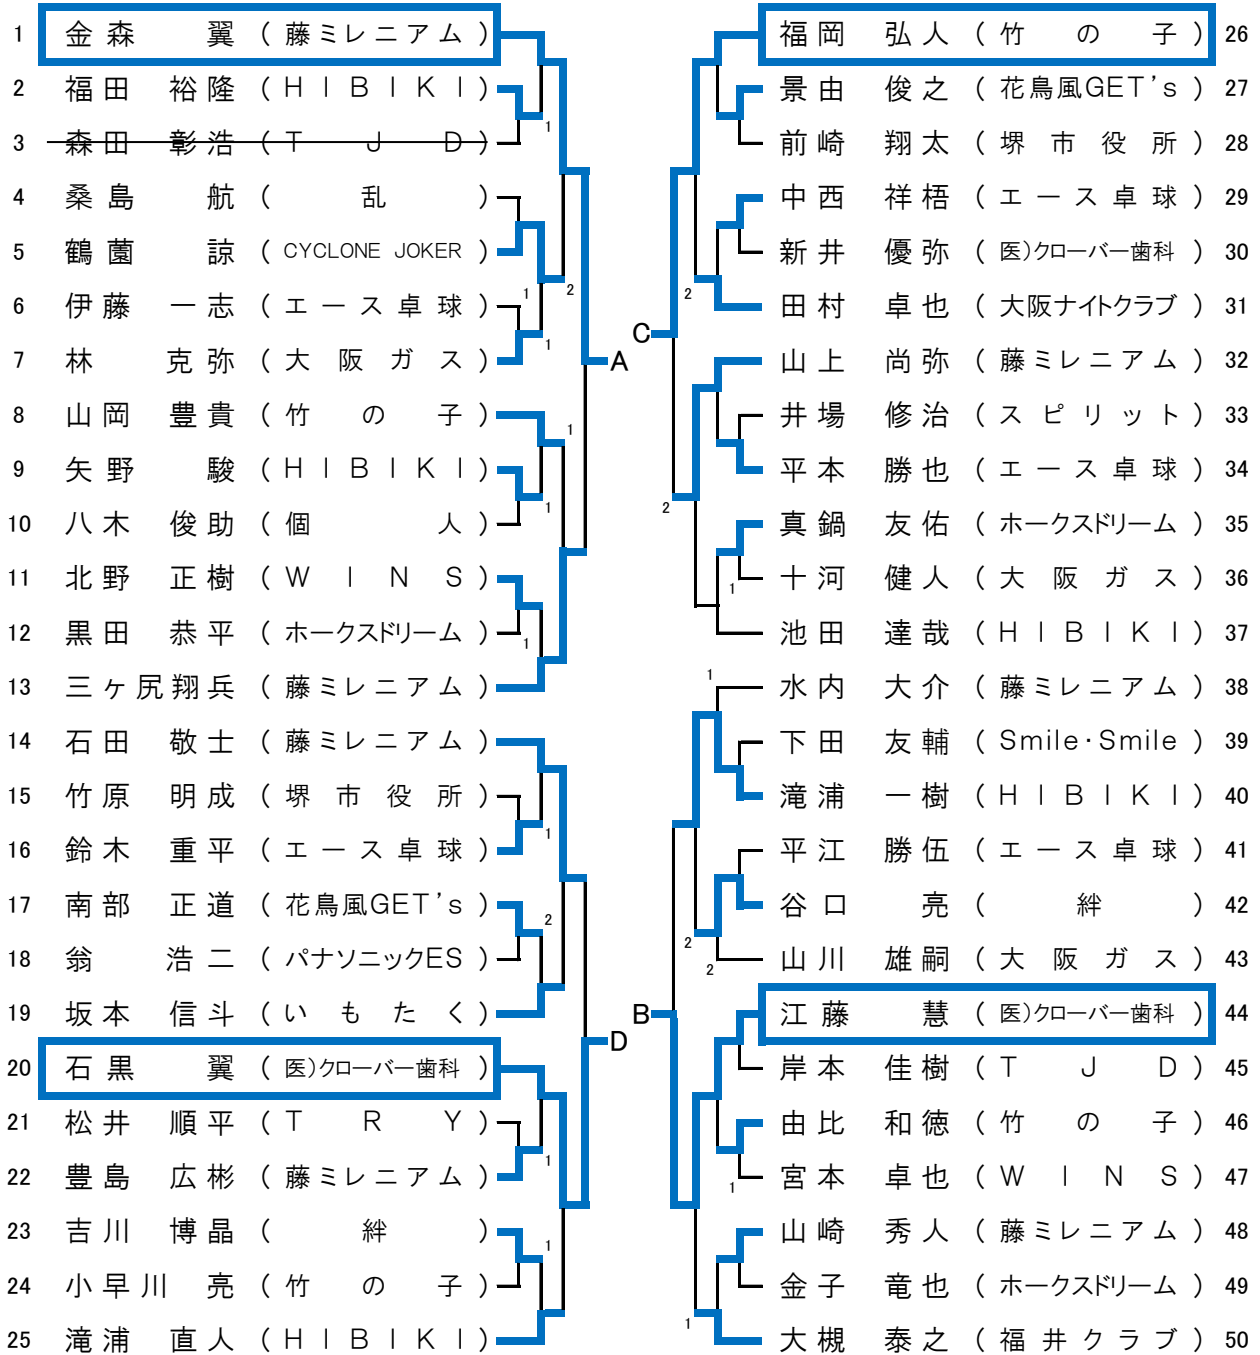 1 金森 翼 (藤ミレニアム)
2 福田 裕隆 (HIBIKI)
3 森田 彰浩 (TJD)
4 桑島 航 (乱)
5 鶴薗 諒 (CYCLONE JOKER)
6 伊藤 一志 (エース卓球)
7 林 克弥 (大阪ガス)
8 山岡 豊貴 (竹の子)
9 矢野 駿 (HIBIKI)
10 八木 俊助 (個人)
11 北野 正樹 (WINS)
12 黒田 恭平 (ホークスドリーム)
13 三ヶ尻翔兵 (藤ミレニアム)
14 石田 敬士 (藤ミレニアム)
15 竹原 明成 (堺市役所)
16 鈴木 重平 (エース卓球)
17 南部 正道 (花鳥風GET's)
18 翁 浩二 (パナソニックES)
19 坂本 信斗 (いもたく)
20 石黒 翼 (医)クローバー歯科)
21 松井 順平 (TRY)
22 豊島 広彬 (藤ミレニアム)
23 吉川 博晶 (絆)
24 小早川 亮 (竹の子)
25 滝浦 直人 (HIBIKI)
1
2
1
1
1
1
1
A
1
2
1
1
D
C
2
2
1
1
2
2
B
1
1
福岡 弘人 (竹の子) 26
景由 俊之 (花鳥風GET's) 27
前崎 翔太 (堺市役所) 28
中西 祥梧 (エース卓球) 29
新井 優弥 (医)クローバー歯科) 30
田村 卓也 (大阪ナイトクラブ) 31
山上 尚弥 (藤ミレニアム) 32
井場 修治 (スピリット) 33
平本 勝也 (エース卓球) 34
真鍋 友佑 (ホークスドリーム) 35
十河 健人 (大阪ガス) 36
池田 達哉 (HIBIKI) 37
水内 大介 (藤ミレニアム) 38
下田 友輔 (Smile・Smile) 39
滝浦 一樹 (HIBIKI) 40
平江 勝伍 (エース卓球) 41
谷口 亮 (絆) 42
山川 雄嗣 (大阪ガス) 43
江藤 慧 (医)クローバー歯科) 44
岸本 佳樹 (TJD) 45
由比 和徳 (竹の子) 46
宮本 卓也 (WINS) 47
山崎 秀人 (藤ミレニアム) 48
金子 竜也 (ホークスドリーム) 49
大槻 泰之 (福井クラブ) 50